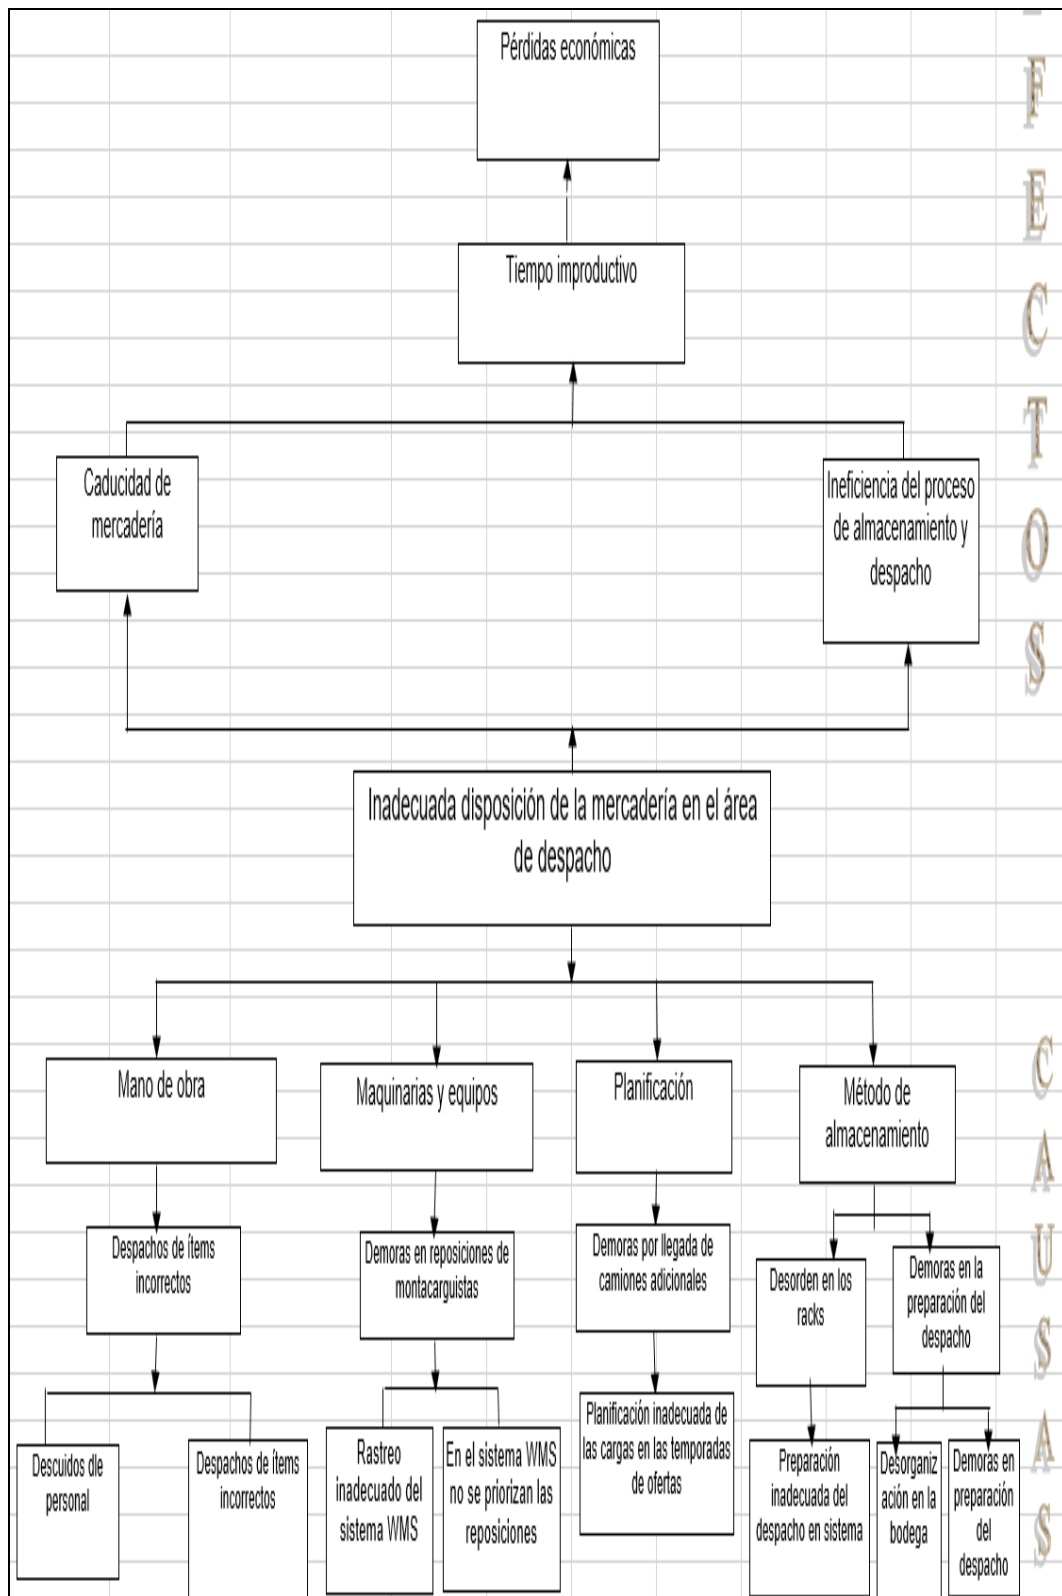 Pérdidas económicas
Tiempo improductivo
Caducidad de
mercadería
Ineficiencia del proceso
de almacenamiento y
despacho
E
F
E
C
T
O
S
Inadecuada disposición de la mercadería en el área
de despacho
Mano de obra
Maquinarias y equipos
Planificación
Método de
almacenamiento
Despachos de ítems
incorrectos
Demoras en reposiciones de
montacarguistas
Demoras por llegada de
camiones adicionales
Desorden en los
racks
Demoras en la
preparación del
despacho
Descuidos dle
personal
Despachos de ítems
incorrectos
Rastreo
inadecuado del
sistema WMS
En el sistema WMS
no se priorizan las
reposiciones
Planificación inadecuada de
las cargas en las temporadas
de ofertas
Preparación
inadecuada del
despacho en sistema
Desorganiz
ación en la
bodega
Demoras en
preparación
del
despacho
C
A
U
S
A
S